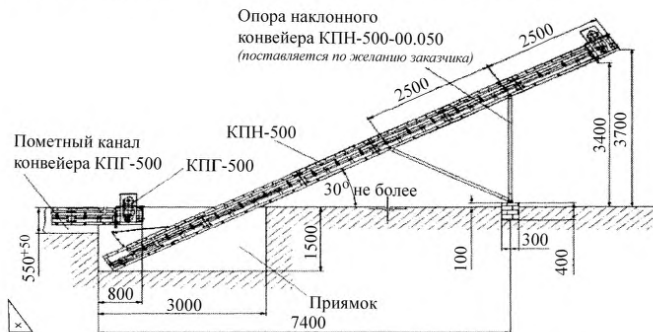 Опора наклонного
конвейера КПН-500-00.050
(поставляется по желанию заказчика)
2500
2500
КПН-500
Пометный канал
конвейера КПГ-500
КПГ-500
30° не более
3400
3700
550+50
1500
100
300
400
800
3000
Приямок
7400
x